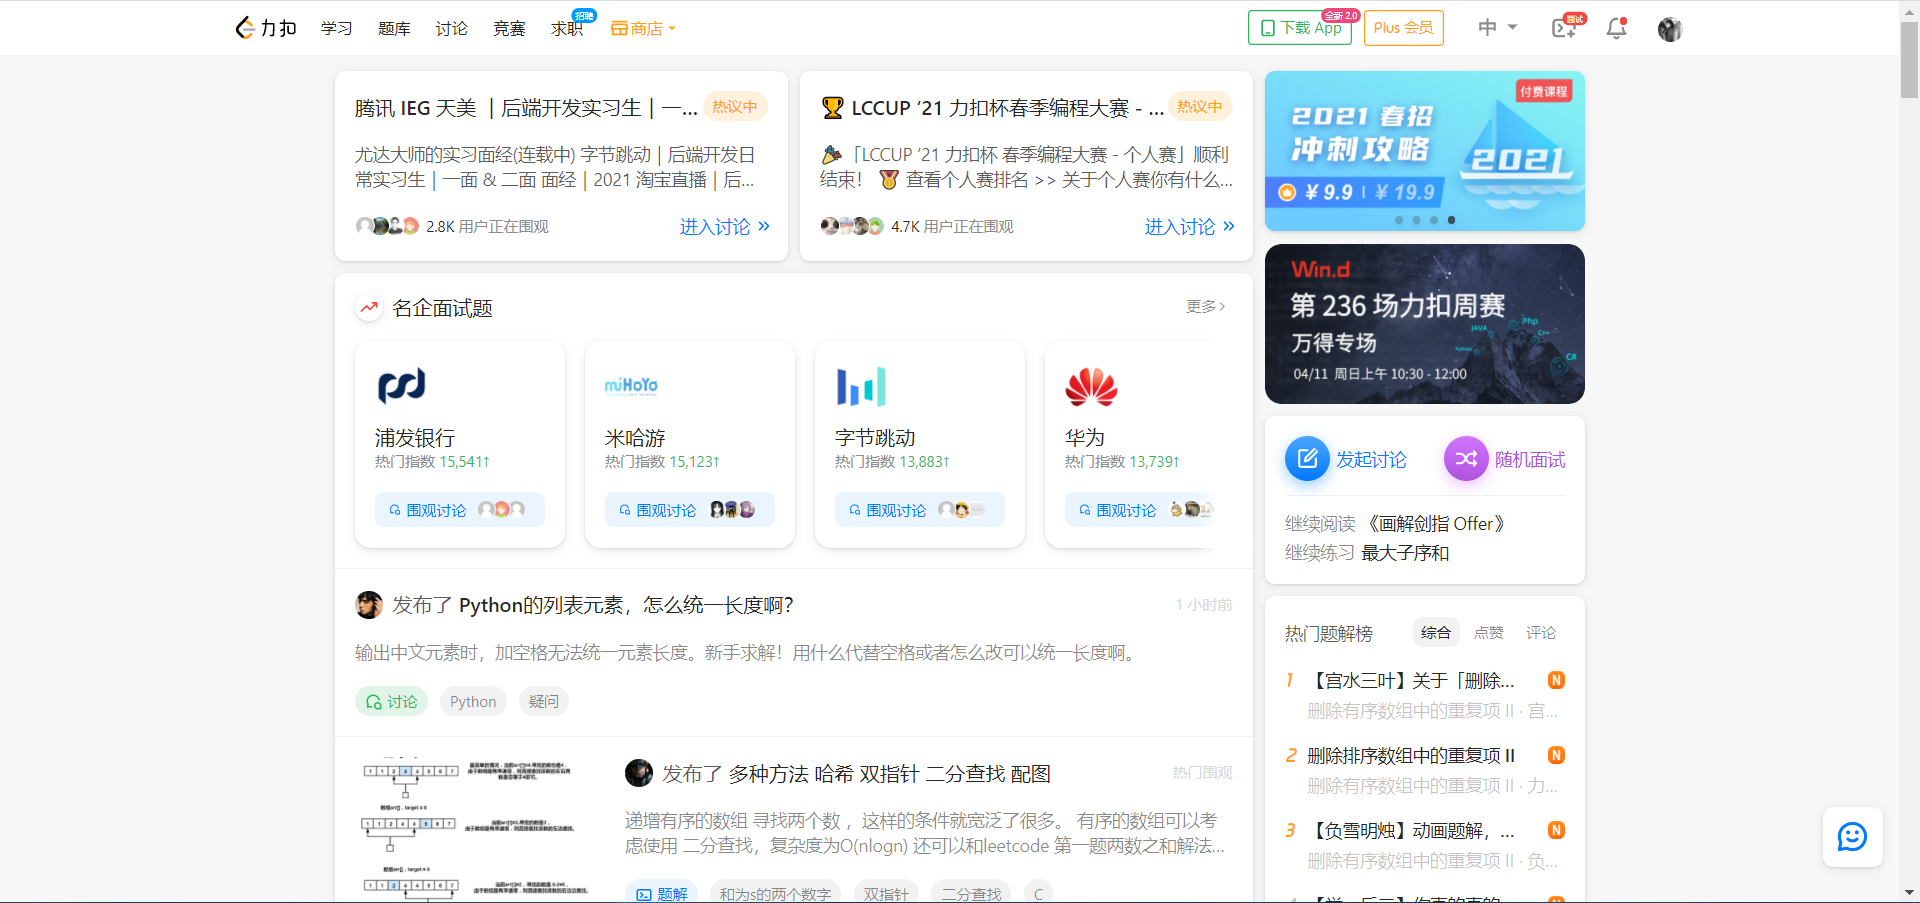 力扣 学习 题库 讨论 竞赛 求职 招聘 商店 下载 App 全新 2.0 Plus 会员 中 面试
腾讯 IEG 天美 ｜后端开发实习生｜一... 热议中
尤达大师的实习面经(连载中) 字节跳动｜后端开发日
常实习生｜一面 & 二面 面经｜2021 淘宝直播｜后...
2.8K 用户正在围观 进入讨论 »
🏆 LCCUP ’21 力扣杯春季编程大赛 - ... 热议中
🎉「LCCUP ’21 力扣杯 春季编程大赛 - 个人赛」顺利
结束！ 🏅 查看个人赛排名 >> 关于个人赛你有什么...
4.7K 用户正在围观 进入讨论 »
付费课程
2021 春招
冲刺攻略
2021
¥ 9.9 | ¥ 19.9
Win.d
第 236 场力扣周赛
万得专场
04/11 周日上午 10:30 - 12:00
JAVA Php C++ Python C#
名企面试题 更多 >
浦发银行
热门指数 15,541↑
围观讨论
miHoYo
米哈游
热门指数 15,123↑
围观讨论
字节跳动
热门指数 13,883↑
围观讨论
华为
热门指数 13,739↑
围观讨论
发起讨论 随机面试
继续阅读 《画解剑指 Offer》
继续练习 最大子序和
发布了 Python的列表元素，怎么统一长度啊? 1 小时前
输出中文元素时，加空格无法统一元素长度。新手求解！用什么代替空格或者怎么改可以统一长度啊。
讨论 Python 疑问
发布了 多种方法 哈希 双指针 二分查找 配图 热门围观
递增有序的数组 寻找两个数 ，这样的条件就宽泛了很多。 有序的数组可以考
虑使用 二分查找，复杂度为O(nlogn) 还可以和leetcode 第一题两数之和解法...
题解 和为s的两个数字 双指针 二分查找 C
热门题解榜 综合 点赞 评论
1 【宫水三叶】关于「删除... N
删除有序数组中的重复项 II · 宫...
2 删除排序数组中的重复项 II N
删除有序数组中的重复项 II · 力...
3 【负雪明烛】动画题解，... N
删除有序数组中的重复项 II · 负...